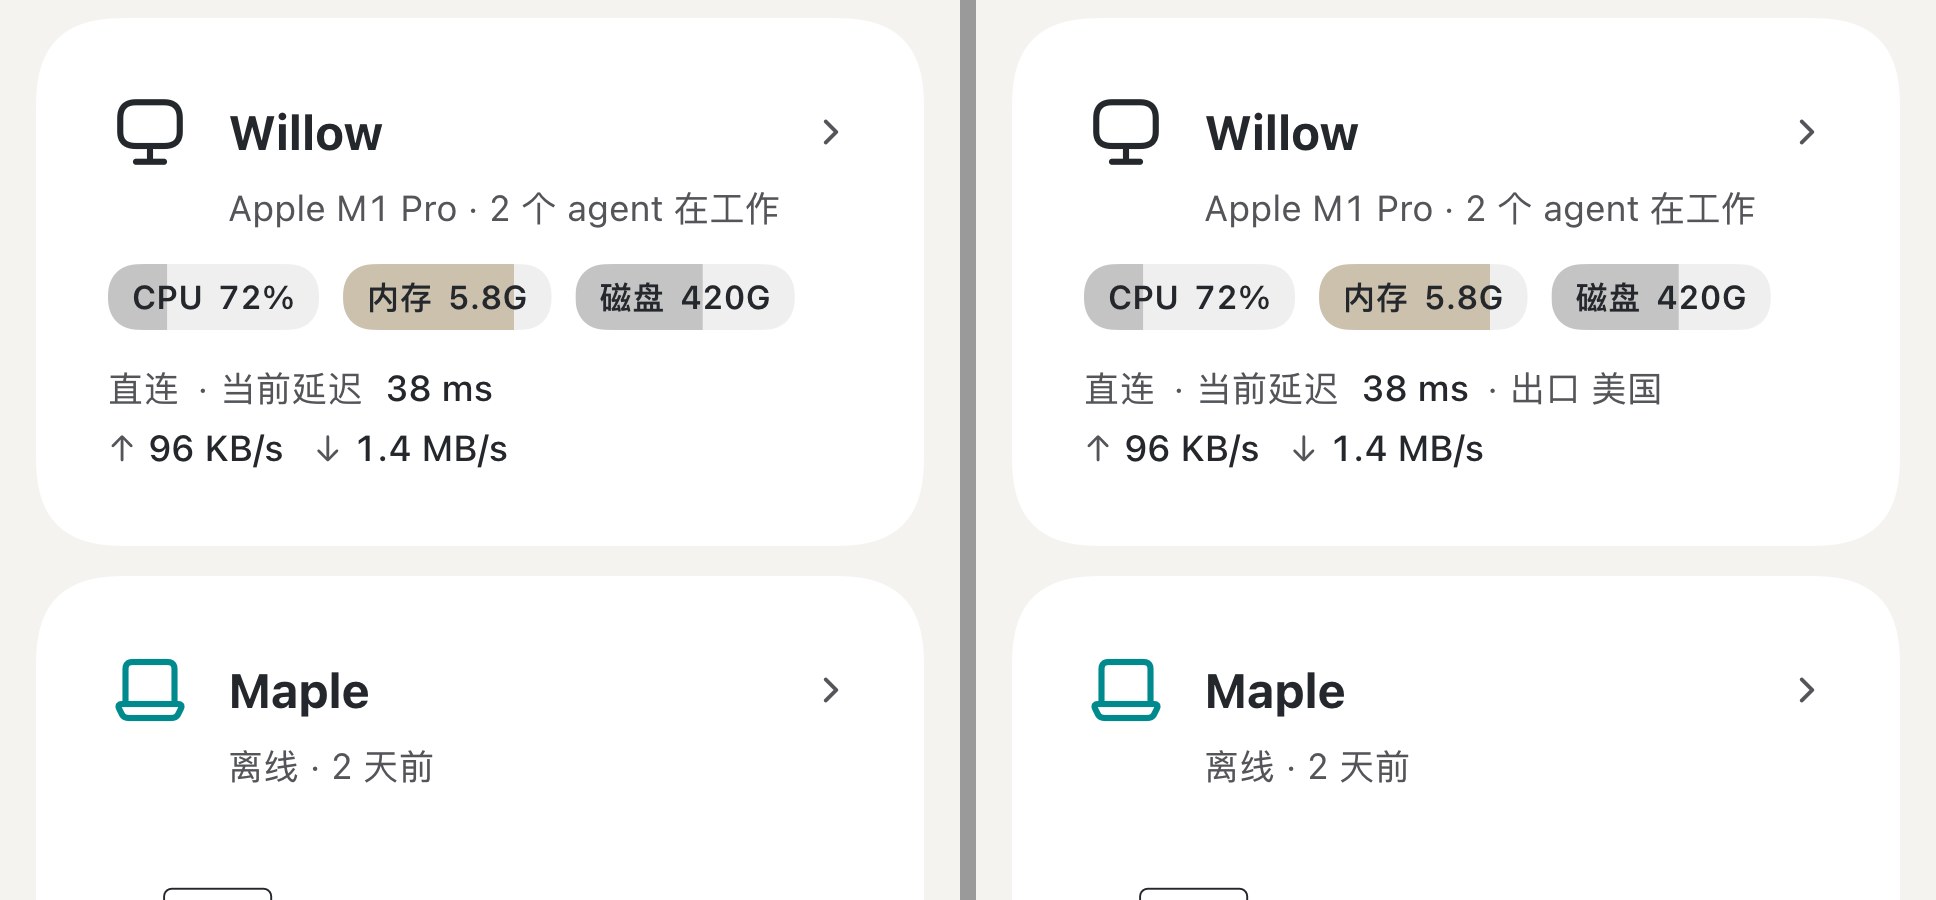 Willow
Apple M1 Pro · 2 个 agent 在工作
CPU 72% 内存 5.8G 磁盘 420G
直连 · 当前延迟 38 ms
↑ 96 KB/s ↓ 1.4 MB/s
Maple
离线 · 2 天前
Willow
Apple M1 Pro · 2 个 agent 在工作
CPU 72% 内存 5.8G 磁盘 420G
直连 · 当前延迟 38 ms · 出口 美国
↑ 96 KB/s ↓ 1.4 MB/s
Maple
离线 · 2 天前